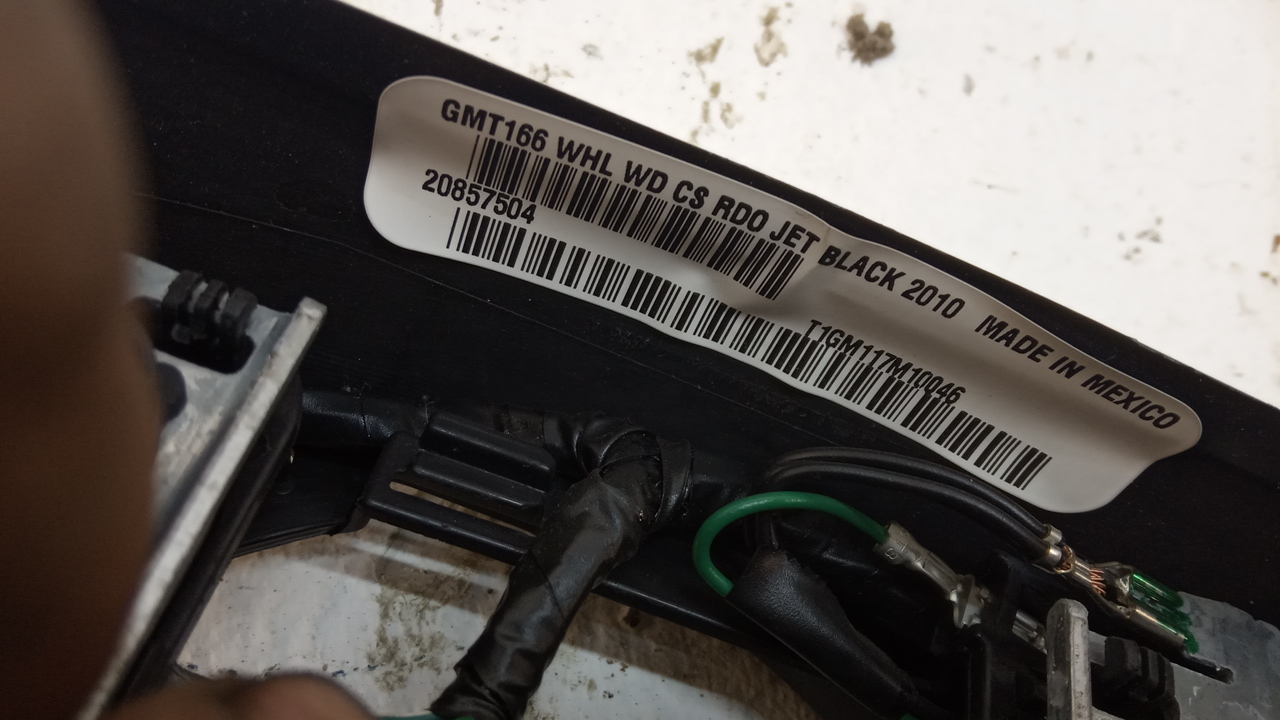 GMT166 WHL WD CS RDO JET BLACK 2010 MADE IN MEXICO
20857504
T1GM117M10046